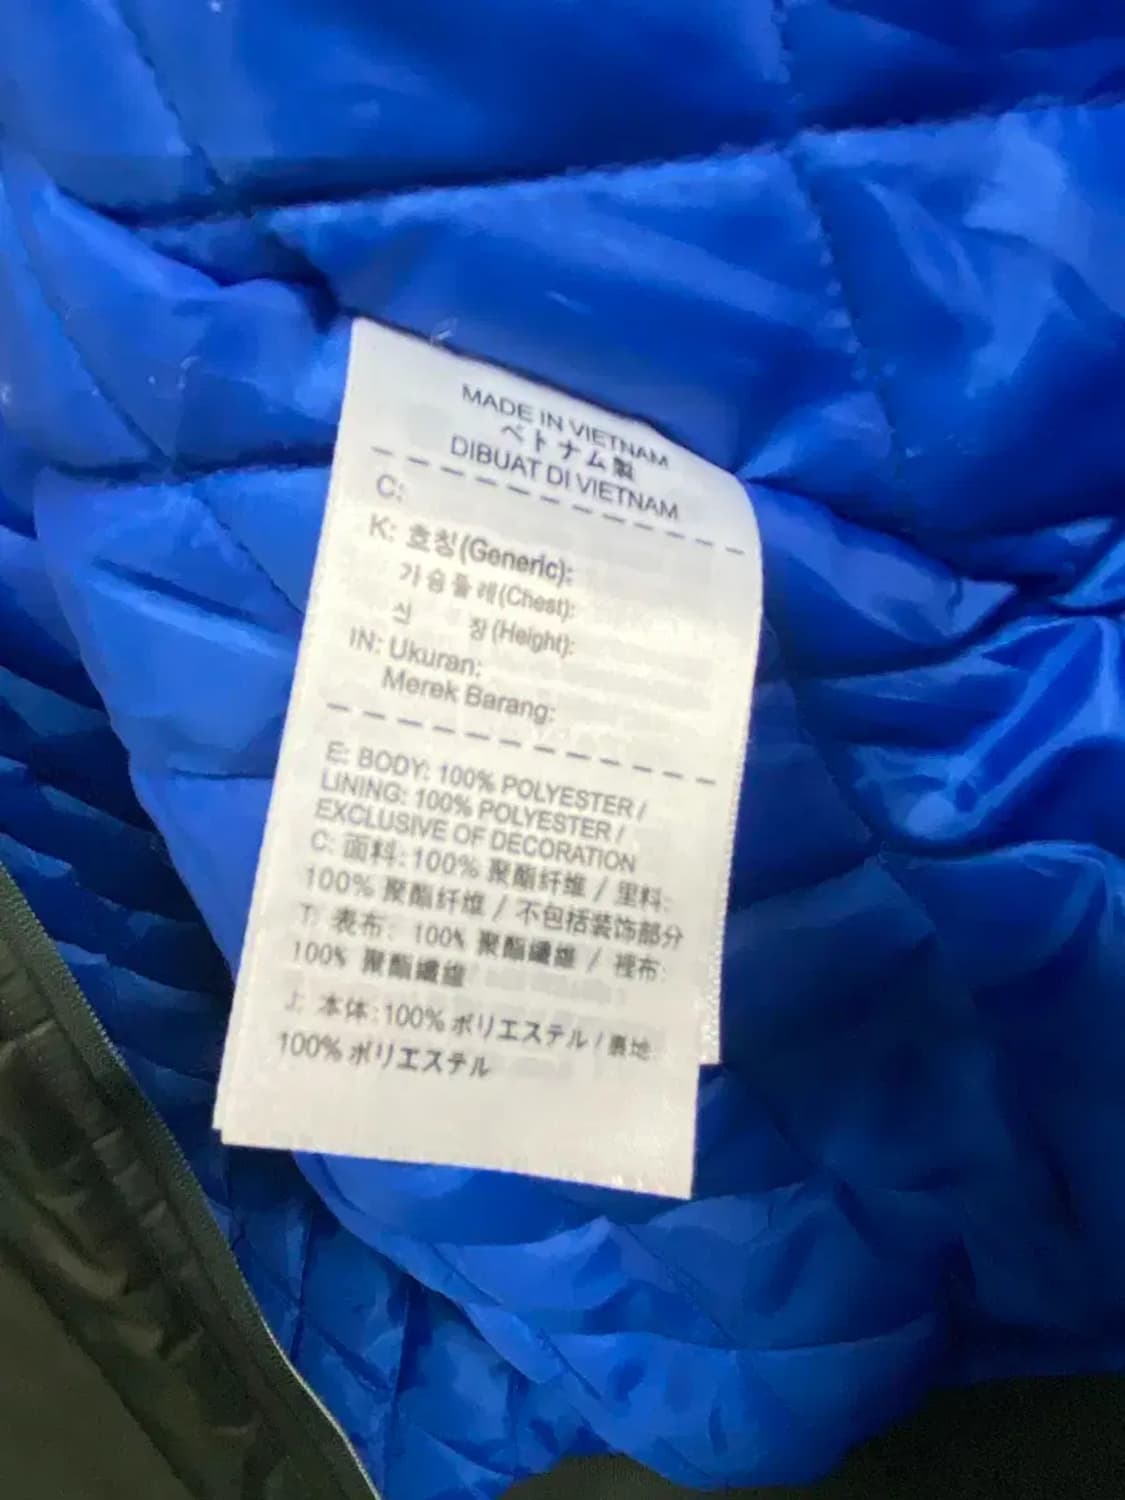 MADE IN VIETNAM
ベトナム製
DIBUAT DI VIETNAM
C:
K: 호칭(Generic):
가슴둘레(Chest):
신 장(Height):
IN: Ukuran:
Merek Barang:
E: BODY: 100% POLYESTER /
LINING: 100% POLYESTER /
EXCLUSIVE OF DECORATION
C: 面料:100% 聚酯纤维 / 里料:
100% 聚酯纤维 / 不包括装饰部分
T: 表布: 100% 聚酯纖維 / 裡布:
100% 聚酯纖維
J: 本体:100% ポリエステル / 裏地:
100% ポリエステル